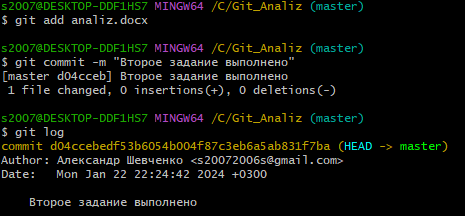 s2007@DESKTOP-DDF1HS7 MINGW64 /C/Git_Analiz (master)
$ git add analiz.docx
s2007@DESKTOP-DDF1HS7 MINGW64 /C/Git_Analiz (master)
$ git commit -m "Второе задание выполнено"
[master d04cceb] Второе задание выполнено
1 file changed, 0 insertions(+), 0 deletions(-)
s2007@DESKTOP-DDF1HS7 MINGW64 /C/Git_Analiz (master)
$ git log
commit d04ccebedf53b6054b004f87c3eb6a5ab831f7ba (HEAD -> master)
Author: Александр Шевченко <s20072006s@gmail.com>
Date: Mon Jan 22 22:24:42 2024 +0300
Второе задание выполнено